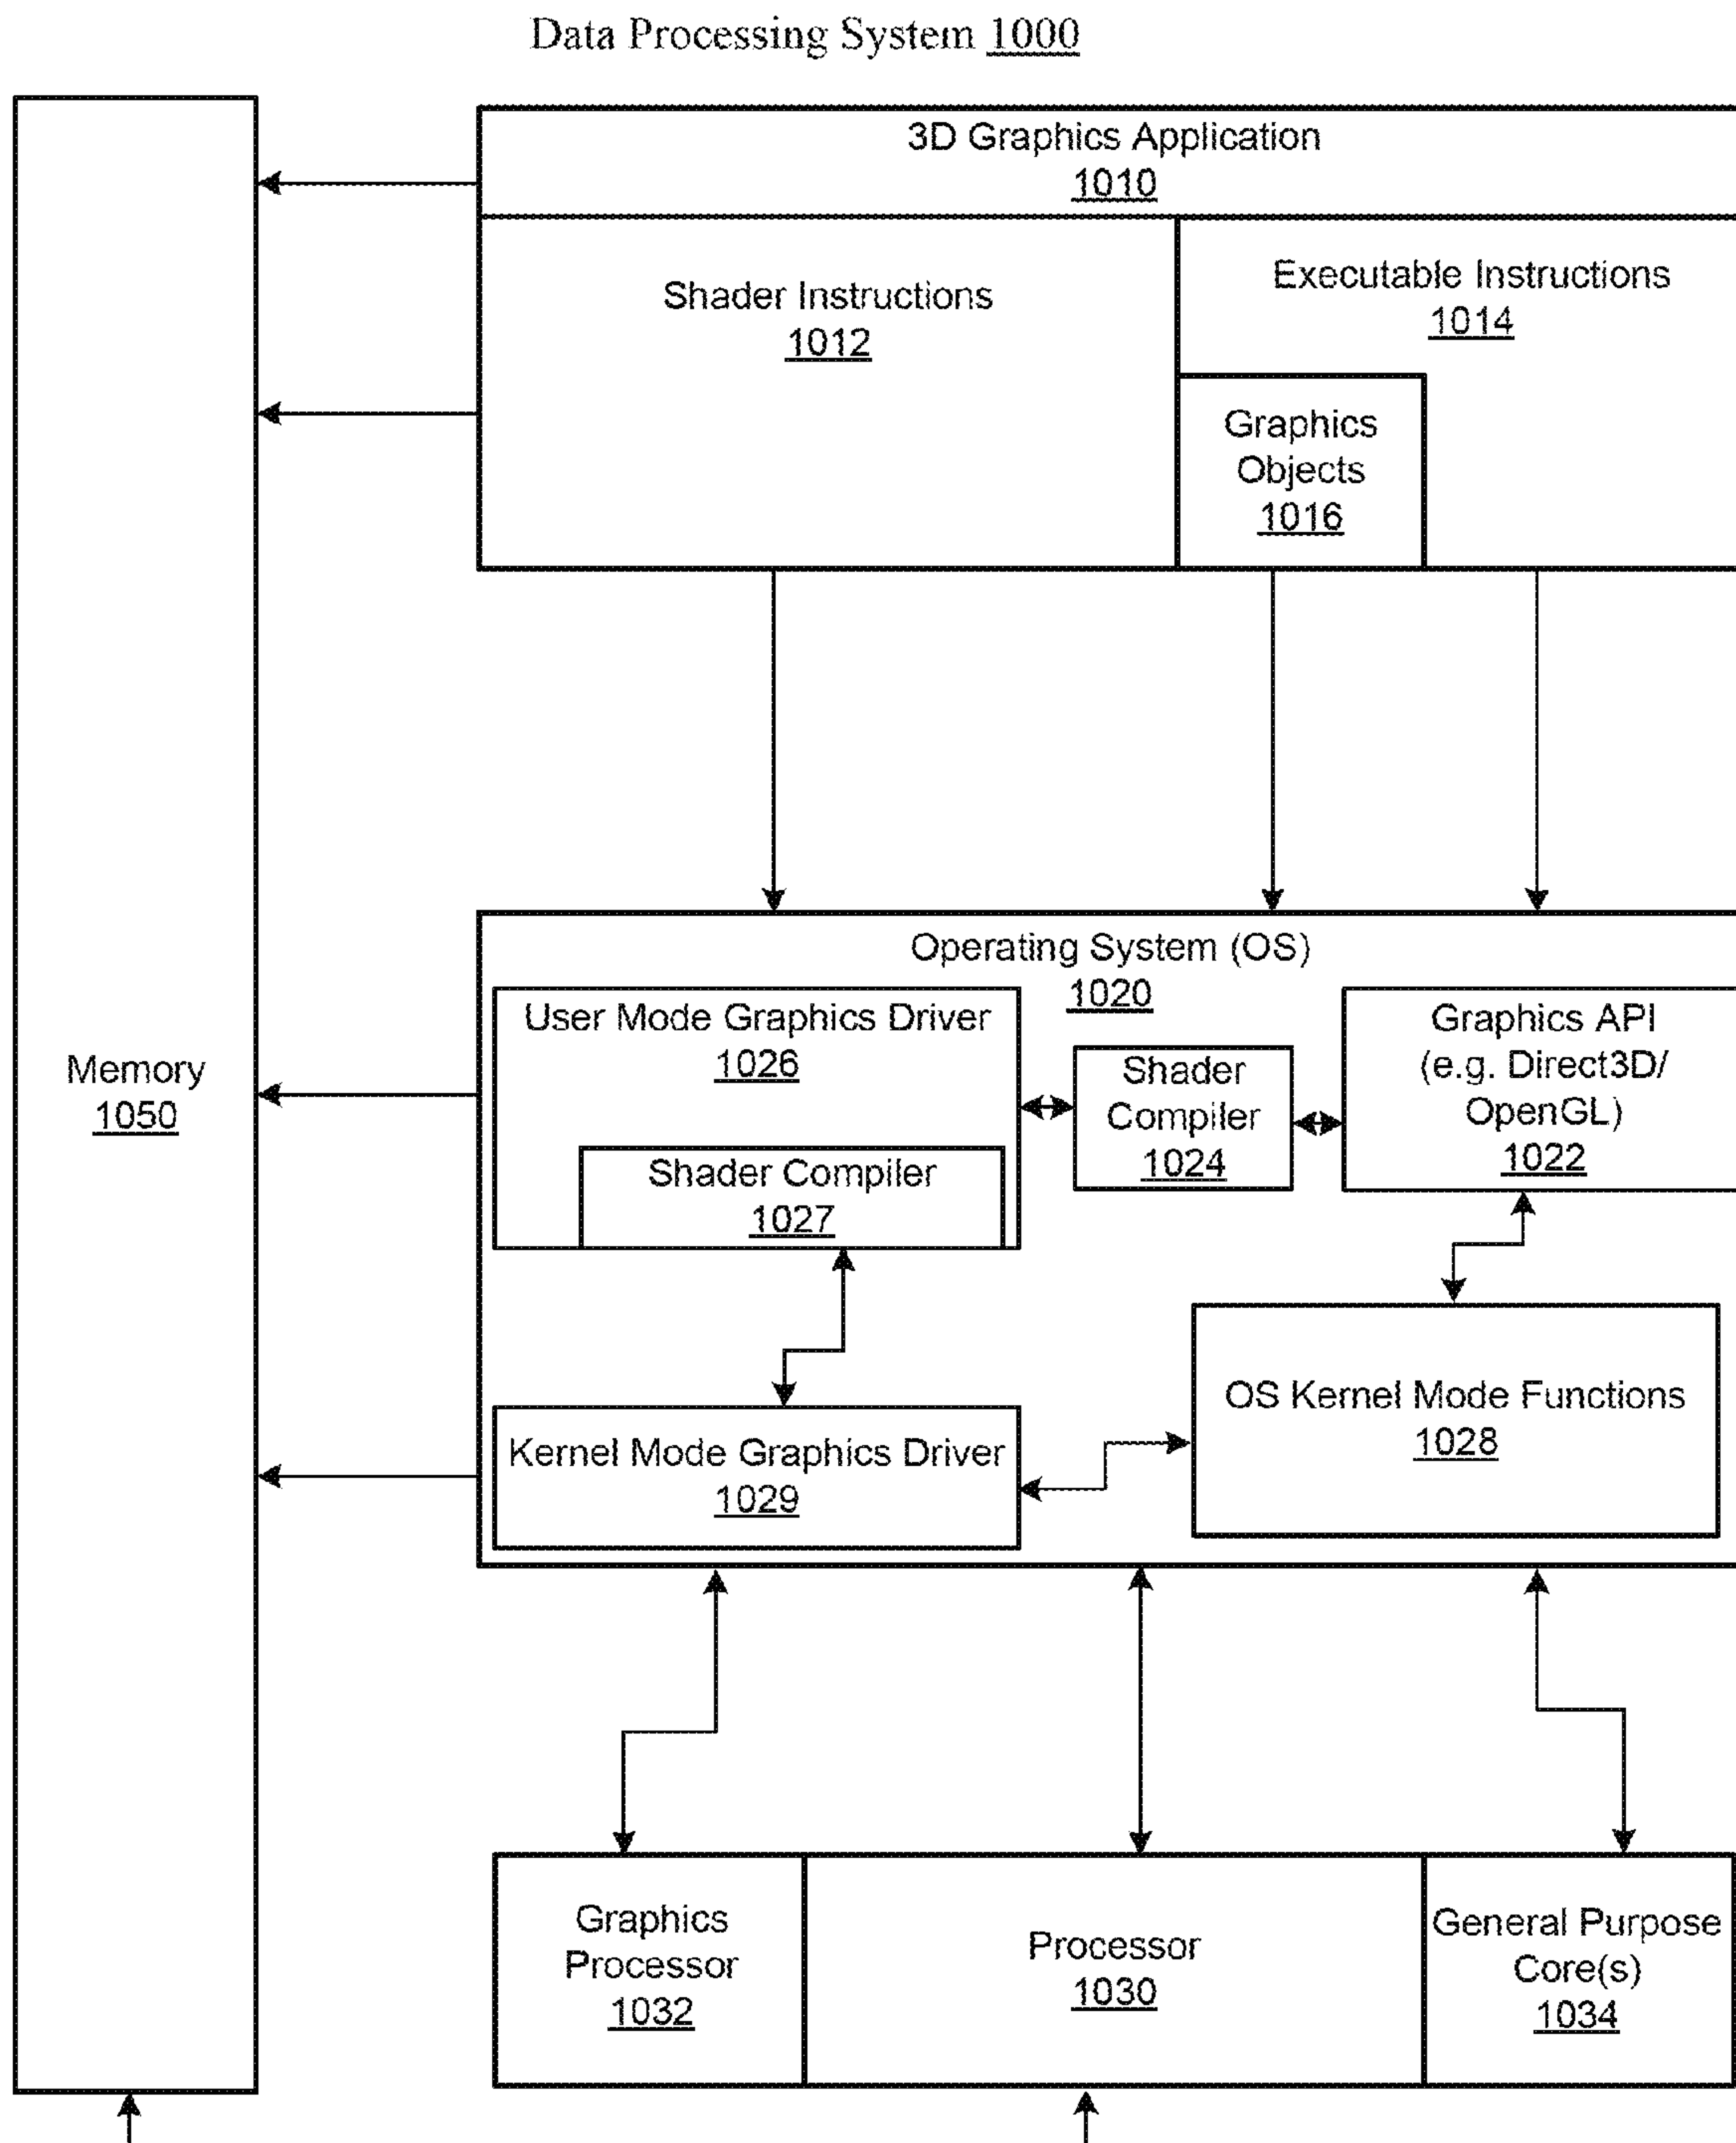 Data Processing System 1000
3D Graphics Application
1010
Shader Instructions
1012
Executable Instructions
1014
Graphics
Objects
1016
Operating System (OS)
1020
User Mode Graphics Driver
1026
Shader Compiler
1027
Shader
Compiler
1024
Graphics API
(e.g. Direct3D/
OpenGL)
1022
Memory
1050
OS Kernel Mode Functions
1028
Kernel Mode Graphics Driver
1029
Graphics
Processor
1032
Processor
1030
General Purpose
Core(s)
1034